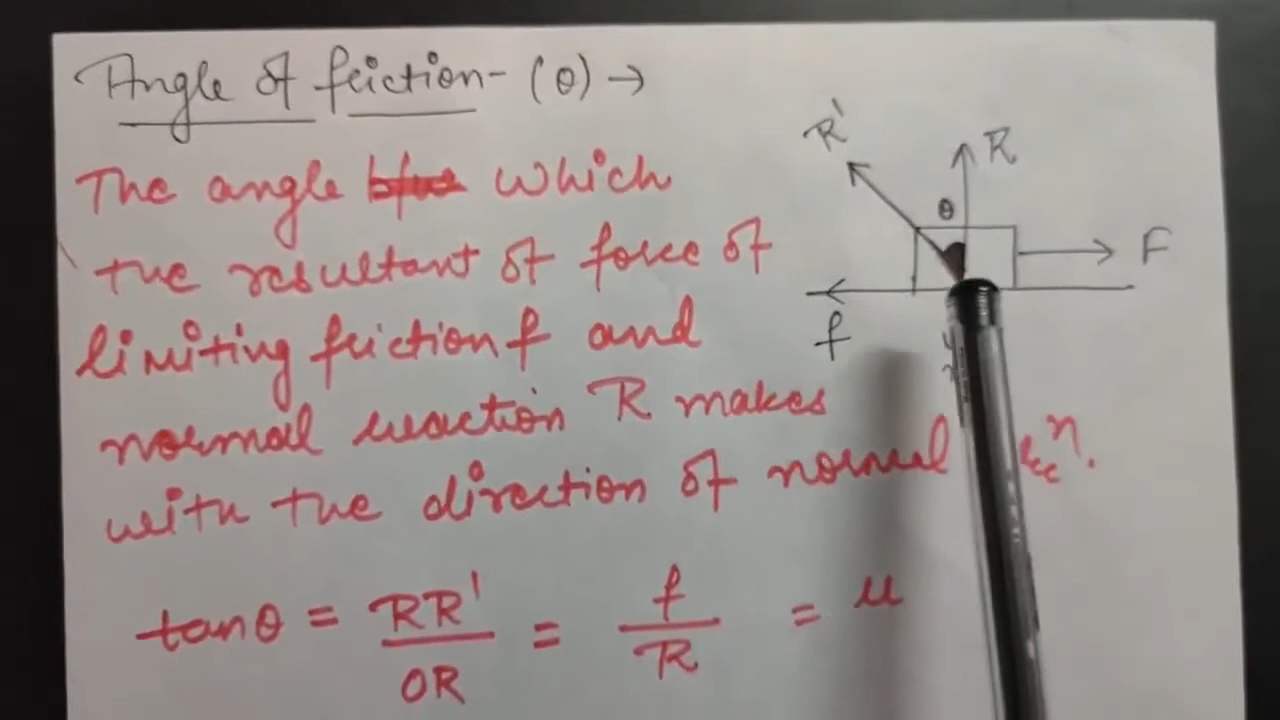 Angle of friction- (θ) →
The angle which
the resultant of force of
limiting friction f and
normal reaction R makes
with the direction of normal
tanθ = RR'/OR = f/R = u
R'
R
θ
F
f